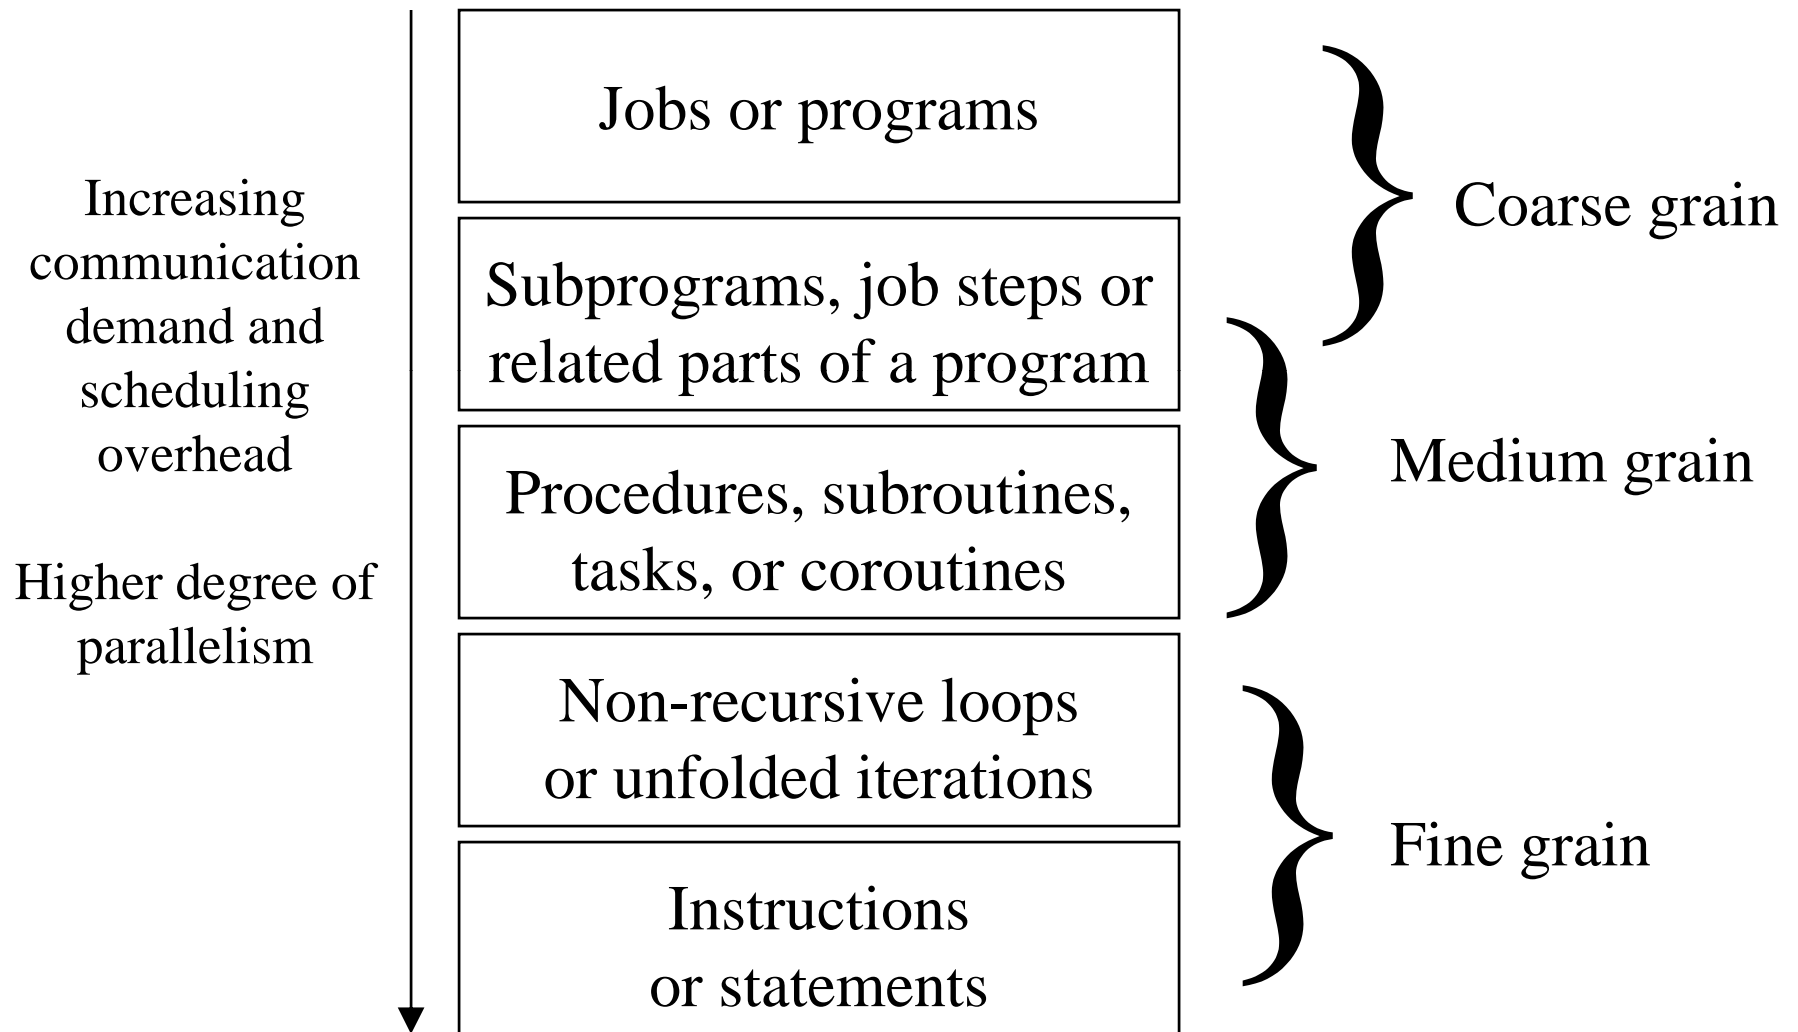 Increasing
communication
demand and
scheduling
overhead
Higher degree of
parallelism
Jobs or programs
Subprograms, job steps or
related parts of a program
Procedures, subroutines,
tasks, or coroutines
Non-recursive loops
or unfolded iterations
Instructions
or statements
Coarse grain
Medium grain
Fine grain